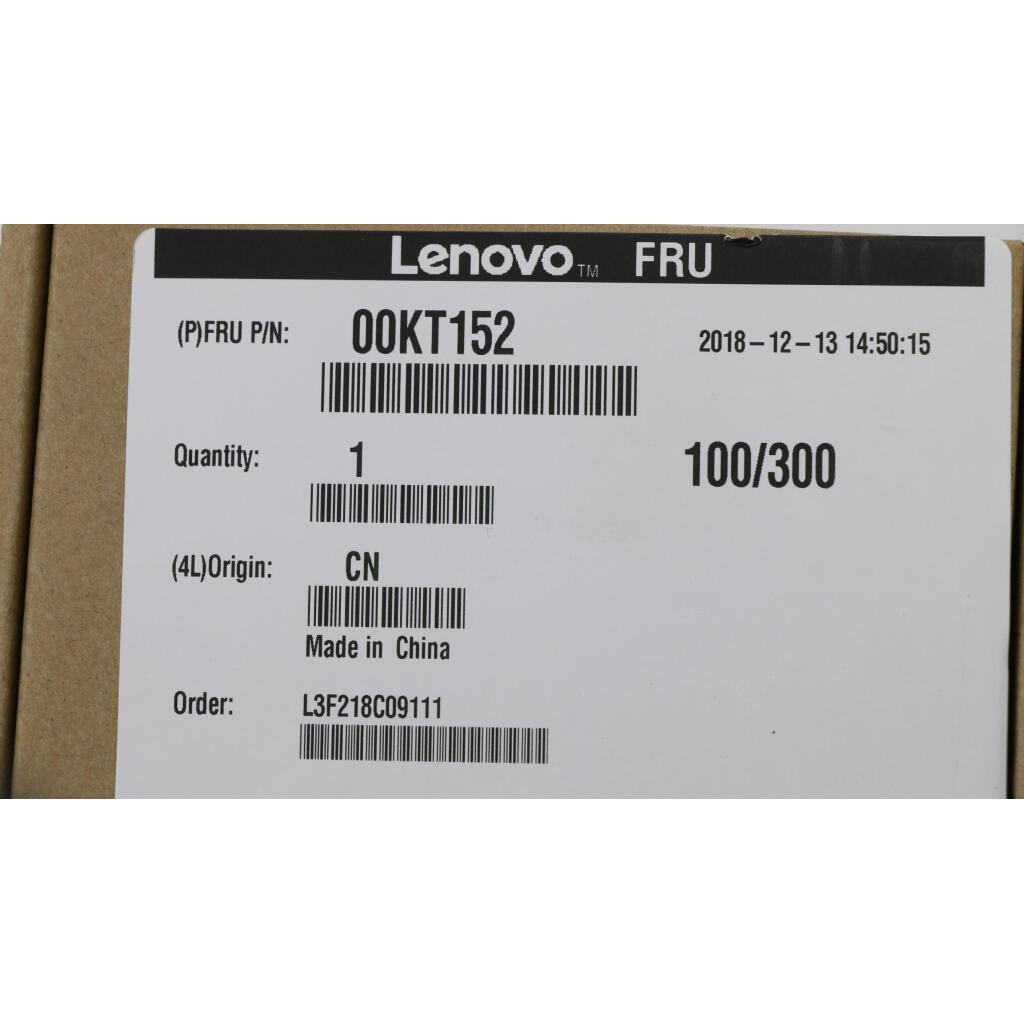 Lenovo™ FRU
(P)FRU P/N: 00KT152 2018-12-13 14:50:15
Quantity: 1 100/300
(4L)Origin: CN
Made in China
Order: L3F218C09111